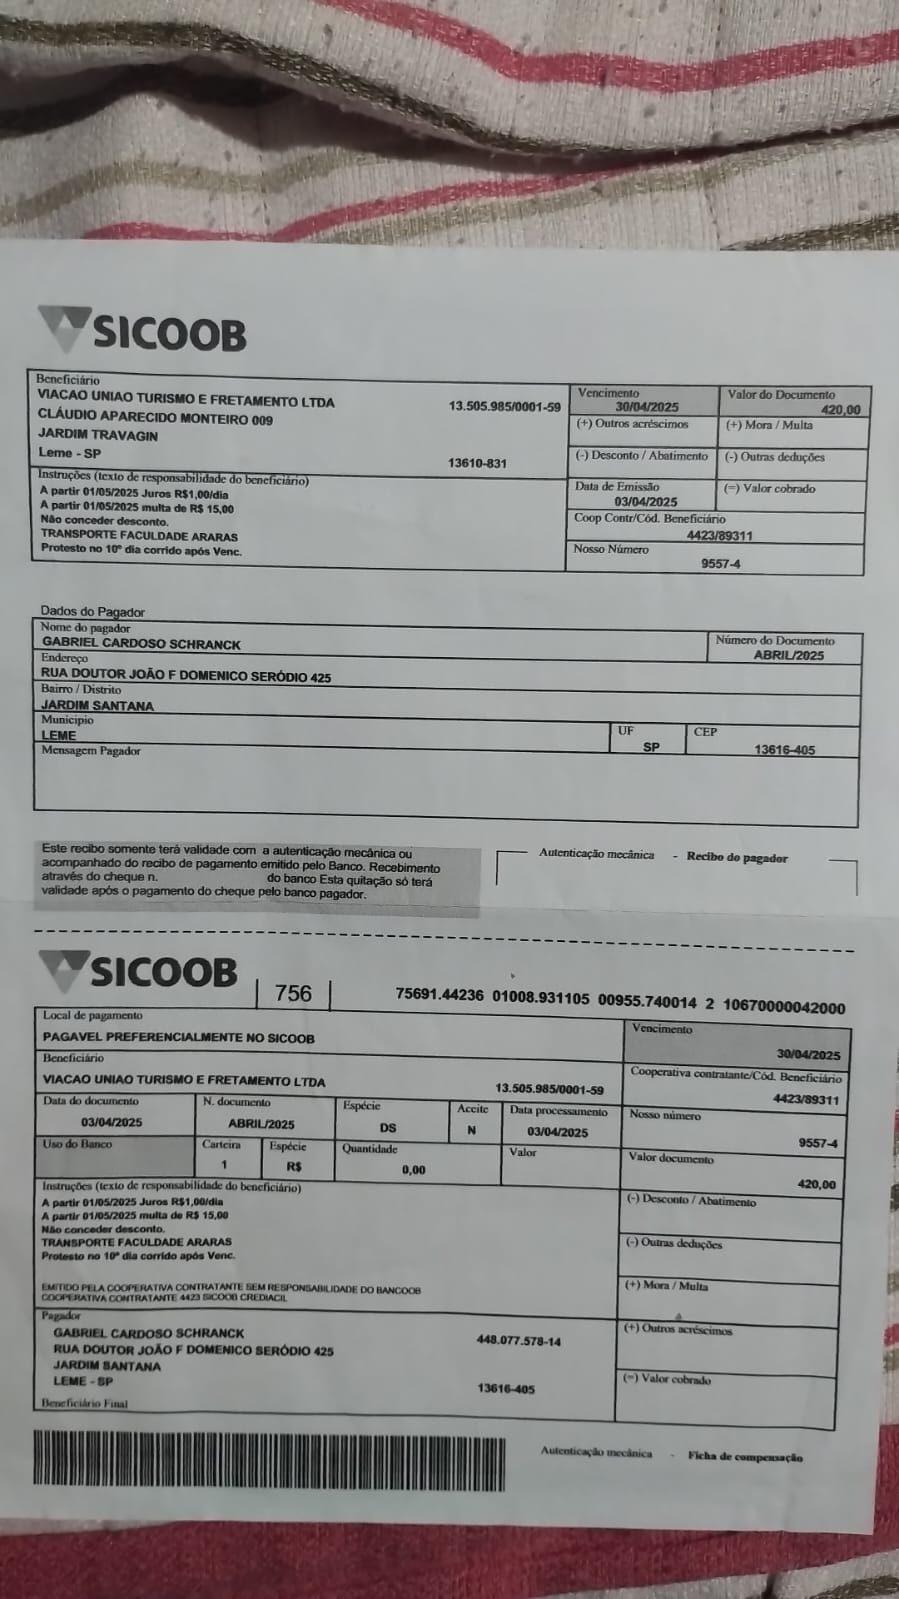 SICOOB
Beneficiário
VIACAO UNIAO TURISMO E FRETAMENTO LTDA 13.505.985/0001-59
CLÁUDIO APARECIDO MONTEIRO 009
JARDIM TRAVAGIN
Leme - SP 13610-831
Vencimento
30/04/2025
Valor do Documento
420,00
(+) Outros acréscimos
(+) Mora / Multa
(-) Desconto / Abatimento
(-) Outras deduções
Instruções (texto de responsabilidade do beneficiário)
A partir 01/05/2025 Juros R$1,00/dia
A partir 01/05/2025 multa de R$ 15,00
Não conceder desconto.
TRANSPORTE FACULDADE ARARAS
Protesto no 10º dia corrido após Venc.
Data de Emissão
03/04/2025
(=) Valor cobrado
Coop Contr/Cód. Beneficiário
4423/89311
Nosso Número
9557-4
Dados do Pagador
Nome do pagador
GABRIEL CARDOSO SCHRANCK
Número do Documento
ABRIL/2025
Endereço
RUA DOUTOR JOÃO F DOMENICO SERÓDIO 425
Bairro / Distrito
JARDIM SANTANA
Municipio
LEME
UF
SP
CEP
13616-405
Mensagem Pagador
Este recibo somente terá validade com a autenticação mecânica ou
acompanhado do recibo de pagamento emitido pelo Banco. Recebimento
através do cheque n. do banco Esta quitação só terá
validade após o pagamento do cheque pelo banco pagador.
Autenticação mecânica - Recibo do pagador
SICOOB
756
75691.44236 01008.931105 00955.740014 2 10670000042000
Local de pagamento
PAGAVEL PREFERENCIALMENTE NO SICOOB
Vencimento
30/04/2025
Beneficiário
VIACAO UNIAO TURISMO E FRETAMENTO LTDA 13.505.985/0001-59
Cooperativa contratante/Cód. Beneficiário
4423/89311
Data do documento
03/04/2025
N. documento
ABRIL/2025
Espécie
DS
Aceite
N
Data processamento
03/04/2025
Nosso número
9557-4
Uso do Banco
Carteira
1
Espécie
R$
Quantidade
0,00
Valor
Valor documento
420,00
Instruções (texto de responsabilidade do beneficiário)
A partir 01/05/2025 Juros R$1,00/dia
A partir 01/05/2025 multa de R$ 15,00
Não conceder desconto.
TRANSPORTE FACULDADE ARARAS
Protesto no 10º dia corrido após Venc.
(-) Desconto / Abatimento
(-) Outras deduções
(+) Mora / Multa
(+) Outros acréscimos
(=) Valor cobrado
EMITIDO PELA COOPERATIVA CONTRATANTE SEM RESPONSABILIDADE DO BANCOOB
COOPERATIVA CONTRATANTE 4423 SICOOB CREDIACIL
Pagador
GABRIEL CARDOSO SCHRANCK 448.077.578-14
RUA DOUTOR JOÃO F DOMENICO SERÓDIO 425
JARDIM SANTANA
LEME - SP 13616-405
Beneficiário Final
Autenticação mecânica - Ficha de compensação